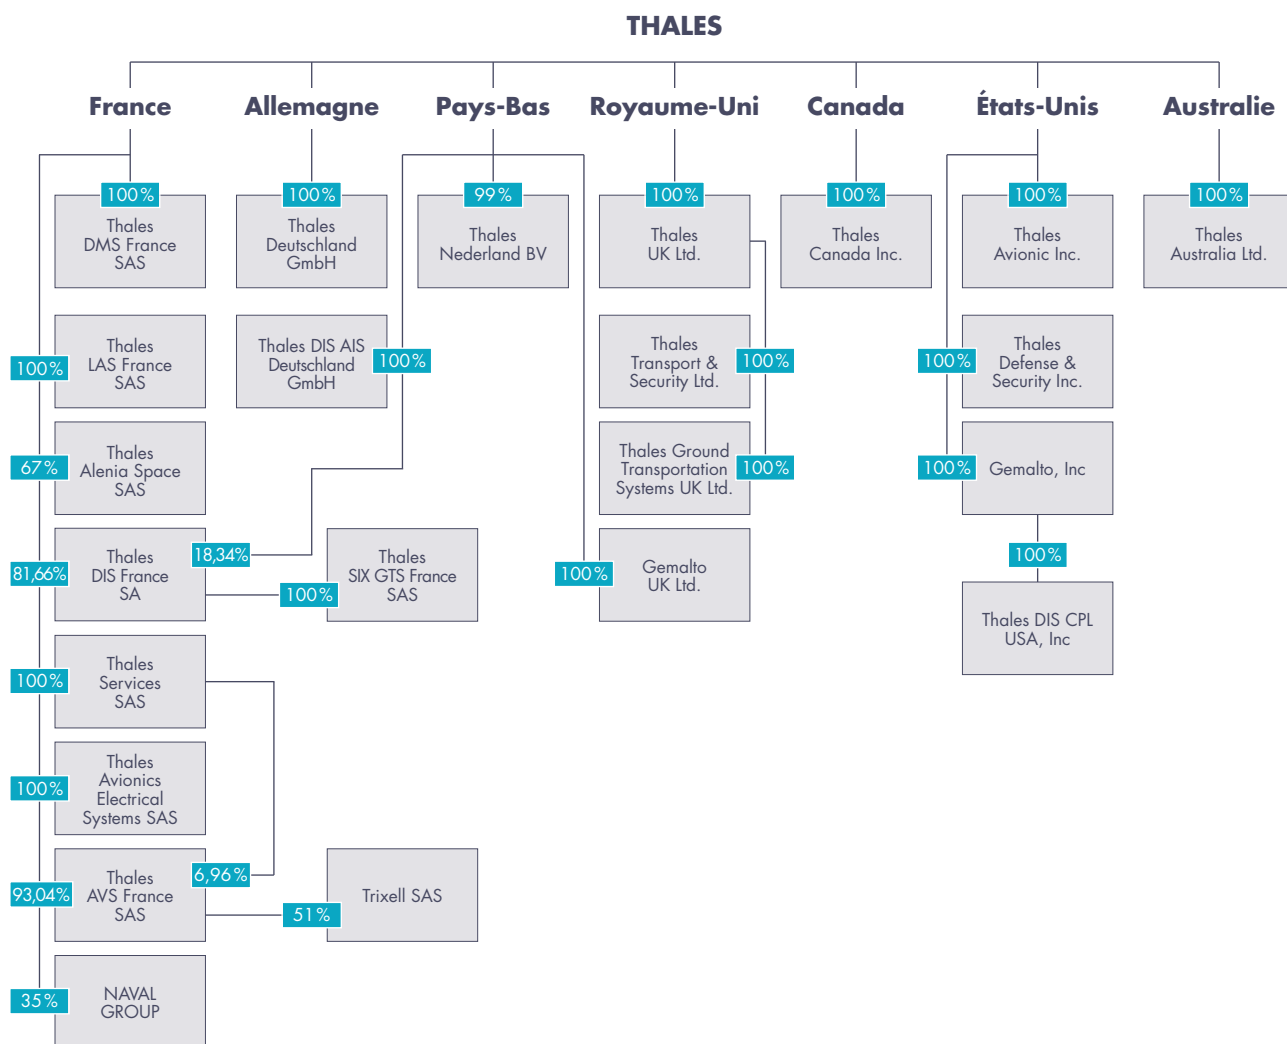 THALES
France
Allemagne
Pays-Bas
Royaume-Uni
Canada
États-Unis
Australie
100%
Thales
DMS France
SAS
100%
Thales
Deutschland
GmbH
99%
Thales
Nederland BV
100%
Thales
UK Ltd.
100%
Thales
Canada Inc.
100%
Thales
Avionic Inc.
100%
Thales
Australia Ltd.
100%
Thales
LAS France
SAS
Thales DIS AIS
Deutschland
GmbH
100%
Thales
Transport &
Security Ltd.
100%
100%
Thales
Defense &
Security Inc.
67%
Thales
Alenia Space
SAS
Thales Ground
Transportation
Systems UK Ltd.
100%
100%
Gemalto, Inc
81,66%
Thales
DIS France
SA
18,34%
100%
Thales
SIX GTS France
SAS
100%
Gemalto
UK Ltd.
100%
Thales DIS CPL
USA, Inc
100%
Thales
Services
SAS
100%
Thales
Avionics
Electrical
Systems SAS
93,04%
Thales
AVS France
SAS
6,96%
51%
Trixell SAS
35%
NAVAL
GROUP